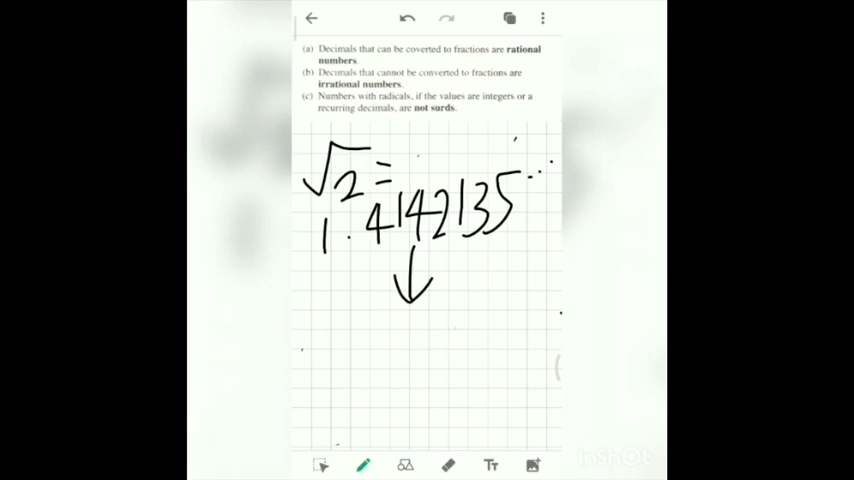 (a) Decimals that can be coverted to fractions are rational
numbers.
(b) Decimals that cannot be converted to fractions are
irrational numbers.
(c) Numbers with radicals, if the values are integers or a
recurring decimals, are not surds.
√2 =
1.4142135...
Tт
InShOt